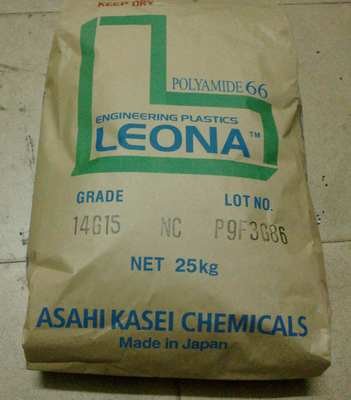 KEEP DRY
POLYAMIDE 66
ENGINEERING PLASTICS
LEONA™
GRADE LOT NO.
14G15 NC P9F3G86
NET 25kg
ASAHI KASEI CHEMICALS
Made in Japan